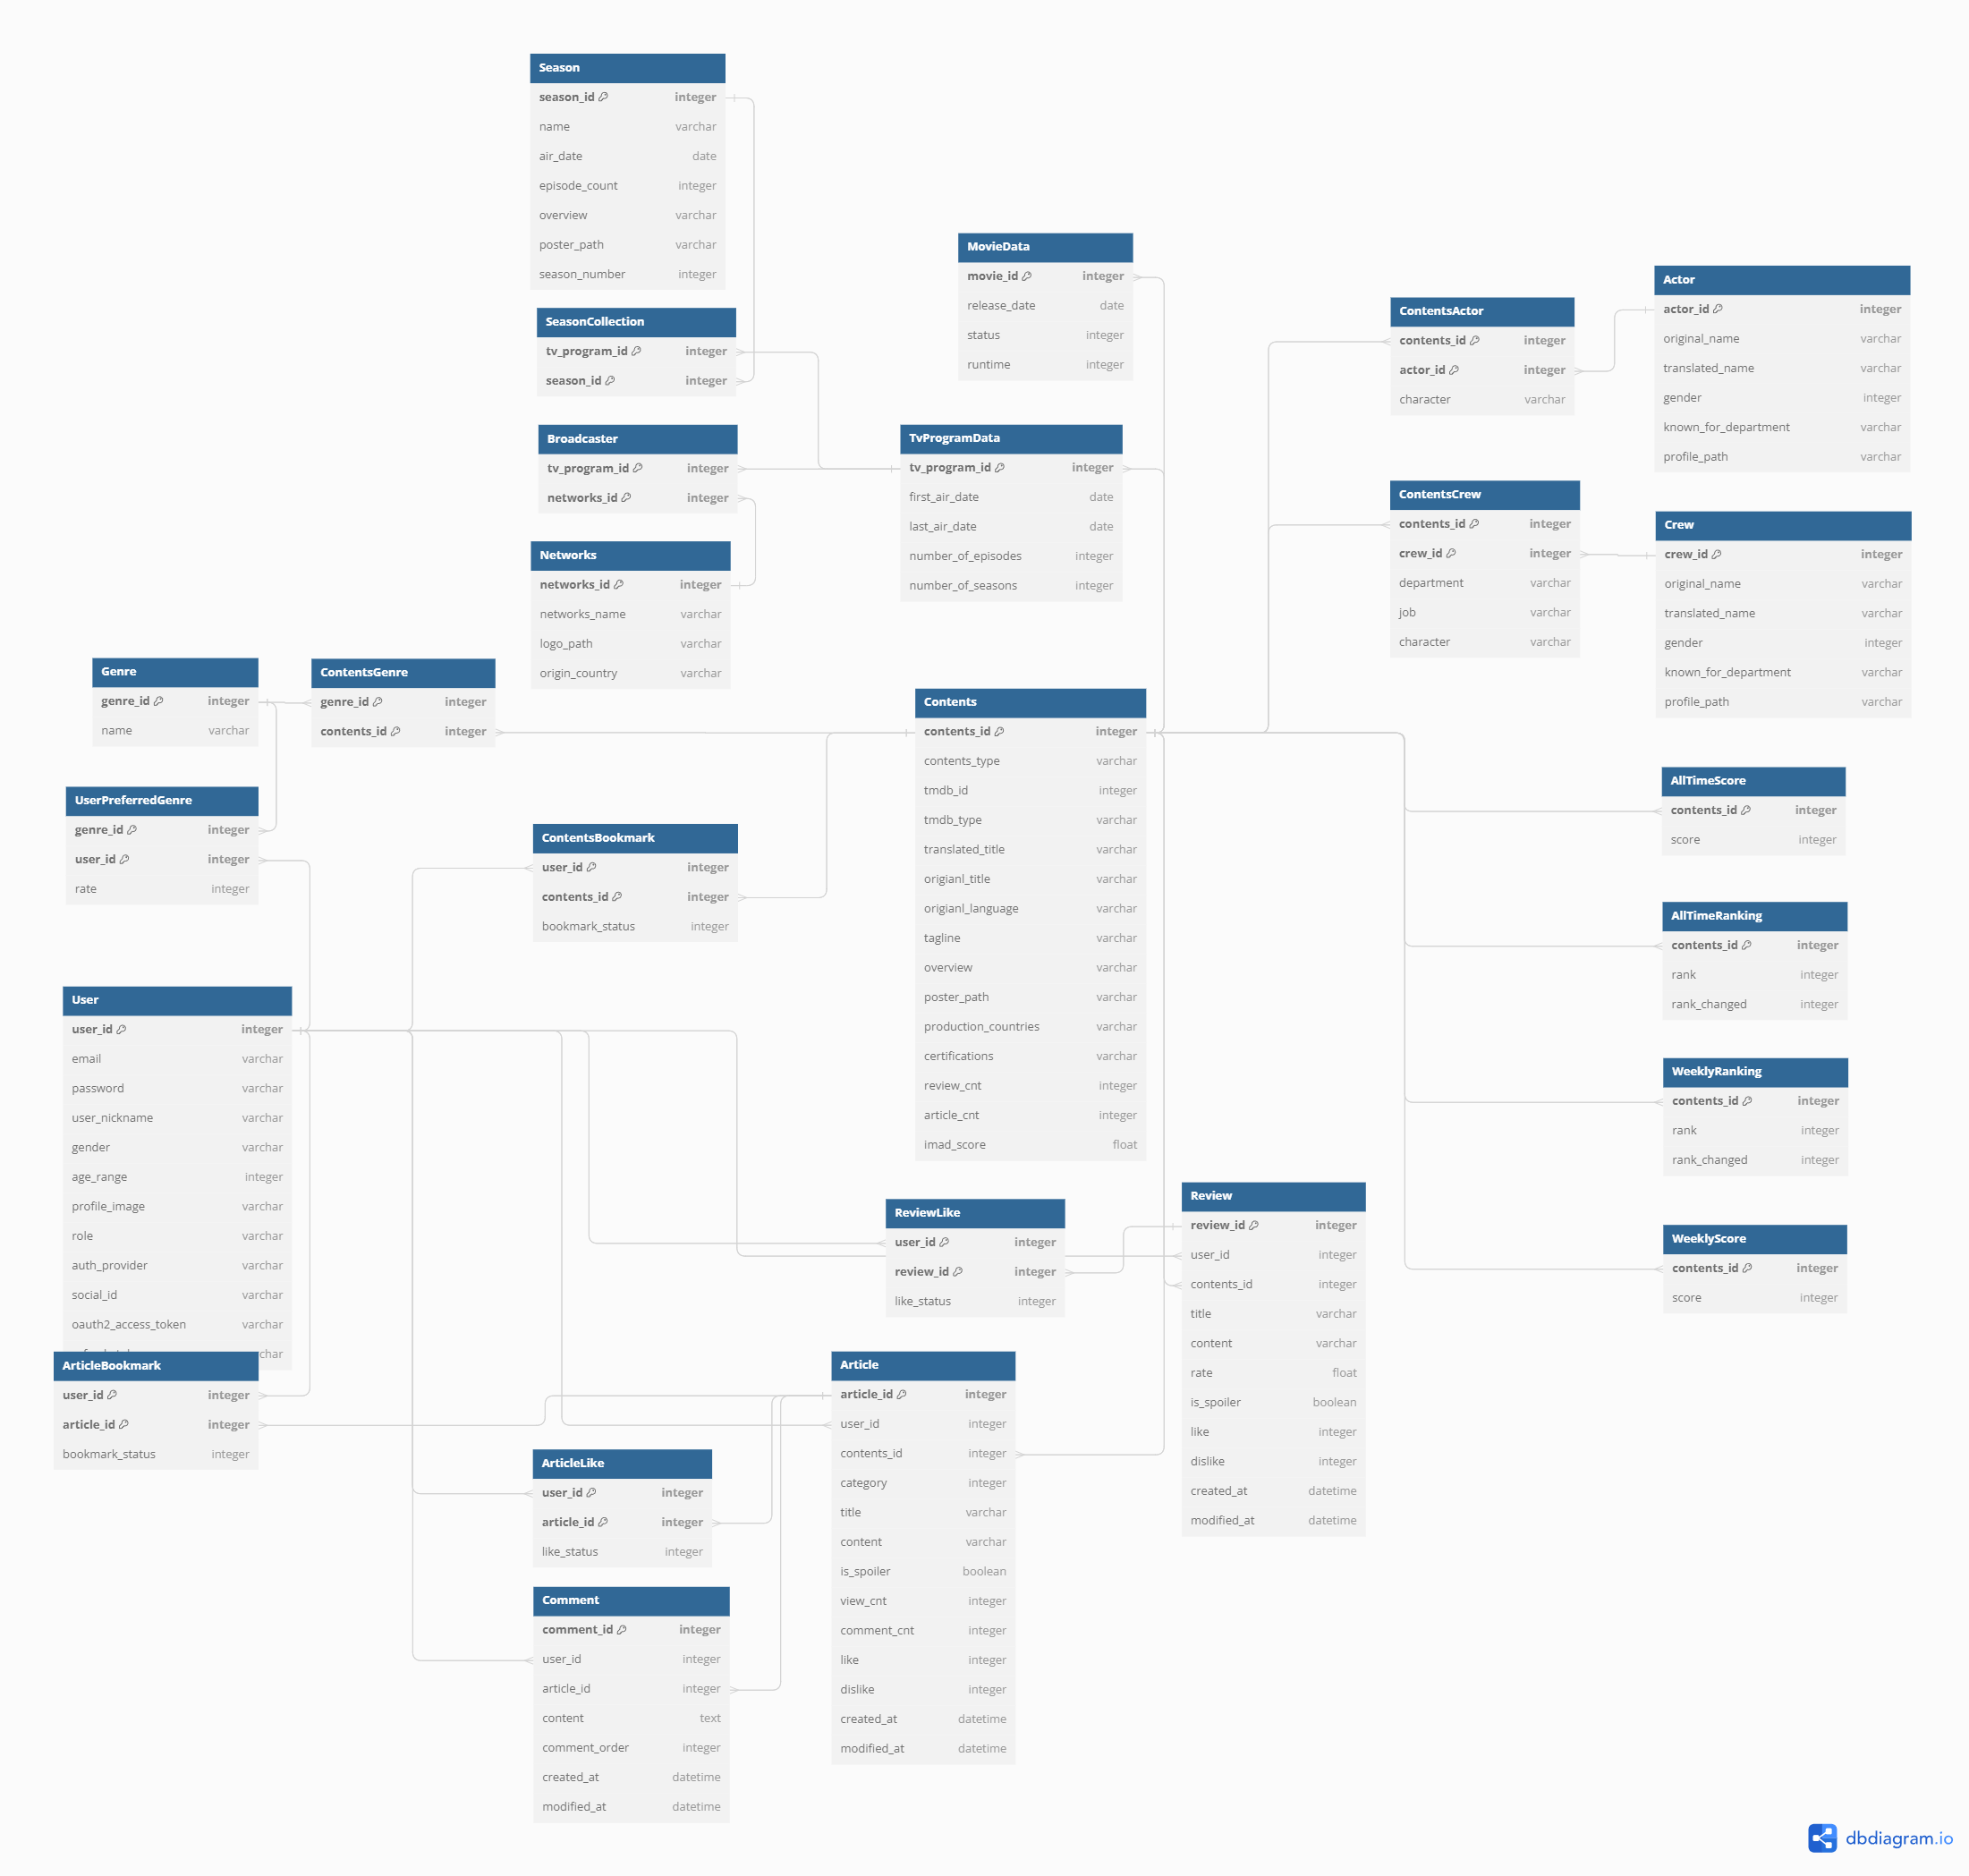 Season
season_id integer
name varchar
air_date date
episode_count integer
overview varchar
poster_path varchar
season_number integer
SeasonCollection
tv_program_id integer
season_id integer
Broadcaster
tv_program_id integer
networks_id integer
Networks
networks_id integer
networks_name varchar
logo_path varchar
origin_country varchar
MovieData
movie_id integer
release_date date
status integer
runtime integer
TvProgramData
tv_program_id integer
first_air_date date
last_air_date date
number_of_episodes integer
number_of_seasons integer
ContentsActor
contents_id integer
actor_id integer
character varchar
Actor
actor_id integer
original_name varchar
translated_name varchar
gender integer
known_for_department varchar
profile_path varchar
ContentsCrew
contents_id integer
crew_id integer
department varchar
job varchar
character varchar
Crew
crew_id integer
original_name varchar
translated_name varchar
gender integer
known_for_department varchar
profile_path varchar
Genre
genre_id integer
name varchar
ContentsGenre
genre_id integer
contents_id integer
UserPreferredGenre
genre_id integer
user_id integer
rate integer
ContentsBookmark
user_id integer
contents_id integer
bookmark_status integer
Contents
contents_id integer
contents_type varchar
tmdb_id integer
tmdb_type varchar
translated_title varchar
origianl_title varchar
origianl_language varchar
tagline varchar
overview varchar
poster_path varchar
production_countries varchar
certifications varchar
review_cnt integer
article_cnt integer
imad_score float
AllTimeScore
contents_id integer
score integer
AllTimeRanking
contents_id integer
rank integer
rank_changed integer
WeeklyRanking
contents_id integer
rank integer
rank_changed integer
WeeklyScore
contents_id integer
score integer
User
user_id integer
email varchar
password varchar
user_nickname varchar
gender varchar
age_range integer
profile_image varchar
role varchar
auth_provider varchar
social_id varchar
oauth2_access_token varchar
ArticleBookmark
user_id integer
article_id integer
bookmark_status integer
ReviewLike
user_id integer
review_id integer
like_status integer
Review
review_id integer
user_id integer
contents_id integer
title varchar
content varchar
rate float
is_spoiler boolean
like integer
dislike integer
created_at datetime
modified_at datetime
Article
article_id integer
user_id integer
contents_id integer
category integer
title varchar
content varchar
is_spoiler boolean
view_cnt integer
comment_cnt integer
like integer
dislike integer
created_at datetime
modified_at datetime
ArticleLike
user_id integer
article_id integer
like_status integer
Comment
comment_id integer
user_id integer
article_id integer
content text
comment_order integer
created_at datetime
modified_at datetime
dbdiagram.io